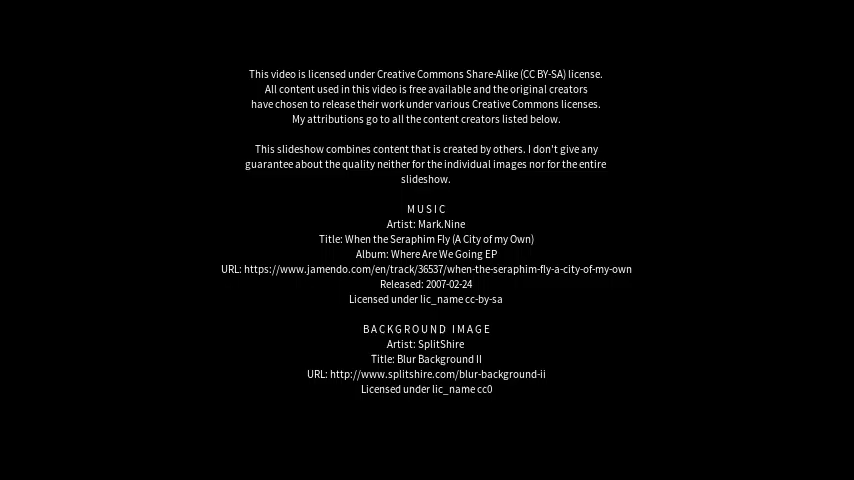 This video is licensed under Creative Commons Share-Alike (CC BY-SA) license.
All content used in this video is free available and the original creators
have chosen to release their work under various Creative Commons licenses.
My attributions go to all the content creators listed below.
This slideshow combines content that is created by others. I don't give any
guarantee about the quality neither for the individual images nor for the entire
slideshow.
MUSIC
Artist: Mark.Nine
Title: When the Seraphim Fly (A City of my Own)
Album: Where Are We Going EP
URL: https://www.jamendo.com/en/track/36537/when-the-seraphim-fly-a-city-of-my-own
Released: 2007-02-24
Licensed under lic_name cc-by-sa
BACKGROUND IMAGE
Artist: SplitShire
Title: Blur Background II
URL: http://www.splitshire.com/blur-background-ii
Licensed under lic_name cc0